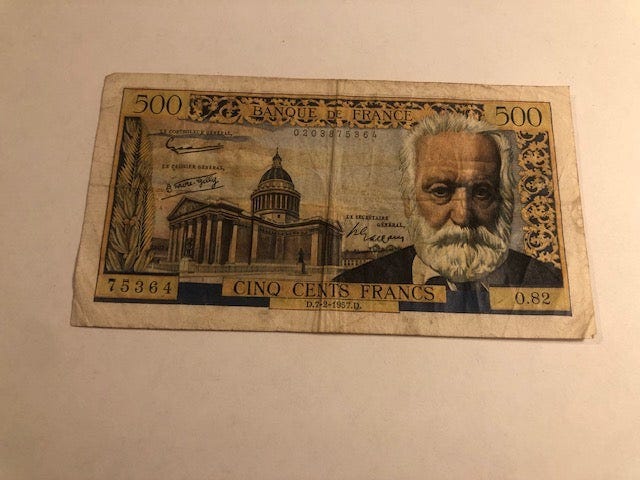 500 BANQUE DE FRANCE 500
0203875364
LE CONTRÔLEUR GÉNÉRAL,
LE CAISSIER GÉNÉRAL,
LE SECRÉTAIRE
GÉNÉRAL,
75364 CINQ CENTS FRANCS O.82
D.7-2-1957.D.